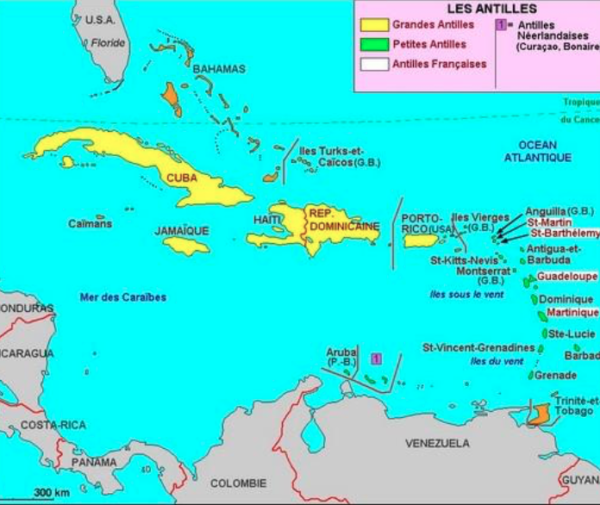 LES ANTILLES
Grandes Antilles
Petites Antilles
Antilles Françaises
1 = Antilles
Néerlandaises
(Curaçao, Bonaire
U.S.A.
Floride
BAHAMAS
Tropique
du Cance
OCEAN
ATLANTIQUE
Iles Turks-et-
Caïcos (G.B.)
CUBA
Caïmans
JAMAÏQUE
HAITI
REP.
DOMINICAINE
PORTO-
RICO (USA)
Iles Vierges
(G.B.)
Anguilla (G.B.)
St-Martin
St-Barthélemy
St-Kitts-Nevis
Montserrat
(G.B.)
Antigua-et-
Barbuda
Guadeloupe
Iles sous le vent
Dominique
Martinique
Mer des Caraïbes
Ste-Lucie
St-Vincent-Grenadines
Barbad
Iles du vent
Grenade
Aruba
(P.-B.)
1
Trinité-et
Tobago
ONDURAS
ICARAGUA
COSTA-RICA
PANAMA
COLOMBIE
VENEZUELA
GUYAN
300 km